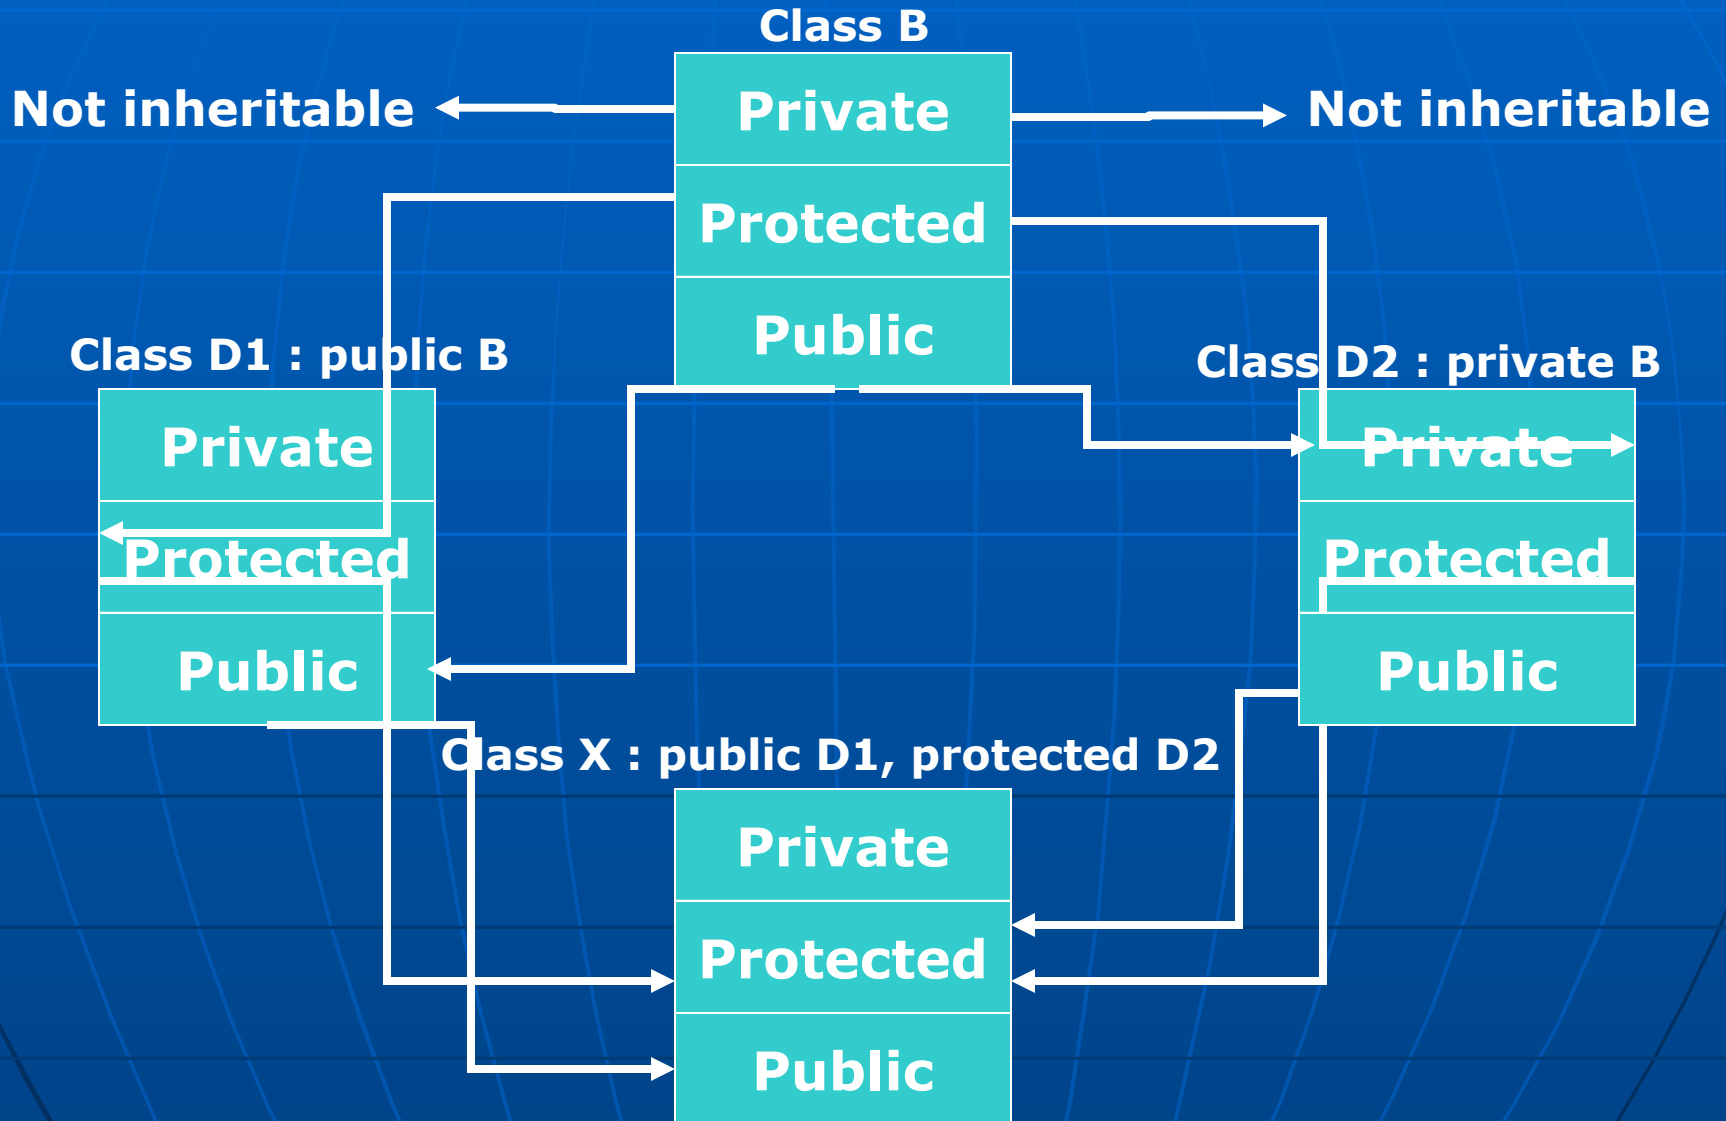 Class B
Not inheritable
Private
Not inheritable
Protected
Public
Class D1 : public B
Class D2 : private B
Private
Private
Protected
Protected
Public
Public
Class X : public D1, protected D2
Private
Protected
Public